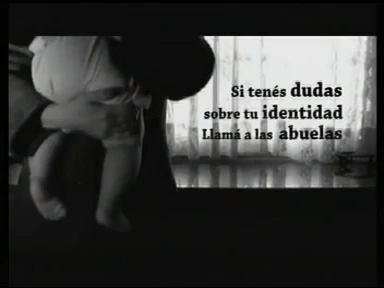 Si tenés dudas
sobre tu identidad
Llamá a las abuelas